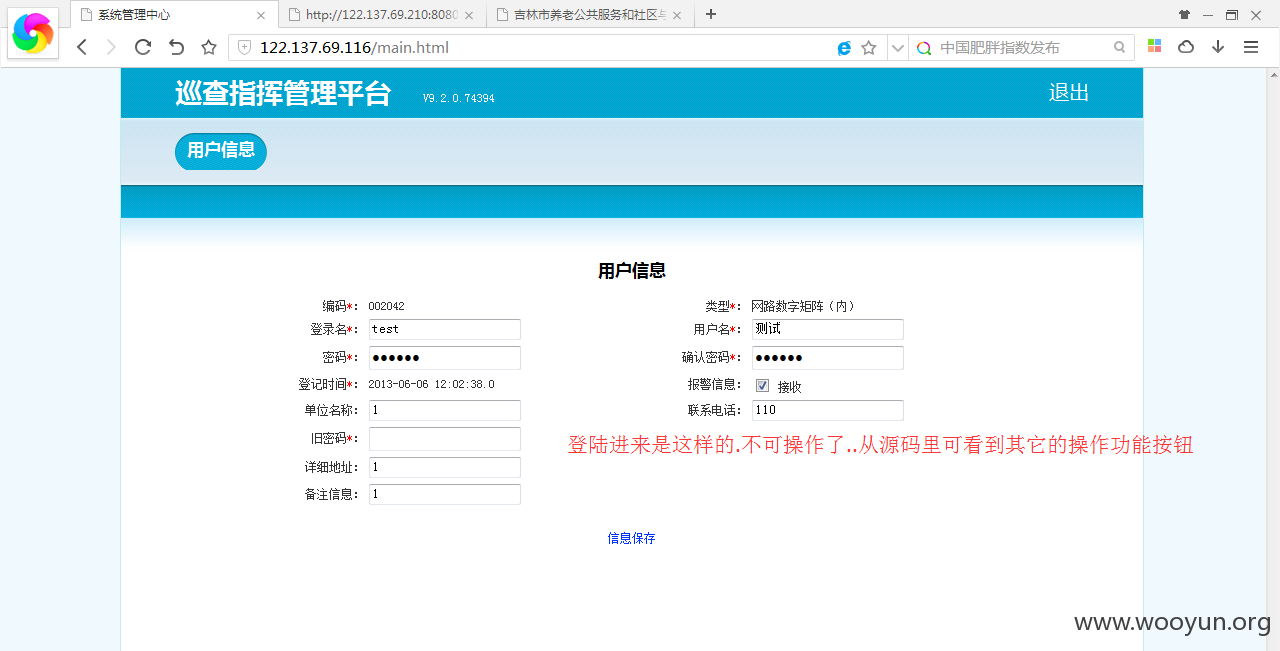 系统管理中心
http://122.137.69.210:8080
吉林市养老公共服务和社区与
122.137.69.116/main.html
中国肥胖指数发布
巡查指挥管理平台 V9.2.0.74394 退出
用户信息
用户信息
编码*： 002042 类型*： 网路数字矩阵（内）
登录名*： test 用户名*： 测试
密码*： ●●●●●● 确认密码*： ●●●●●●
登记时间*： 2013-06-06 12:02:38.0 报警信息： 接收
单位名称： 1 联系电话： 110
旧密码*：
登陆进来是这样的.不可操作了..从源码里可看到其它的操作功能按钮
详细地址： 1
备注信息： 1
信息保存
www.wooyun.org